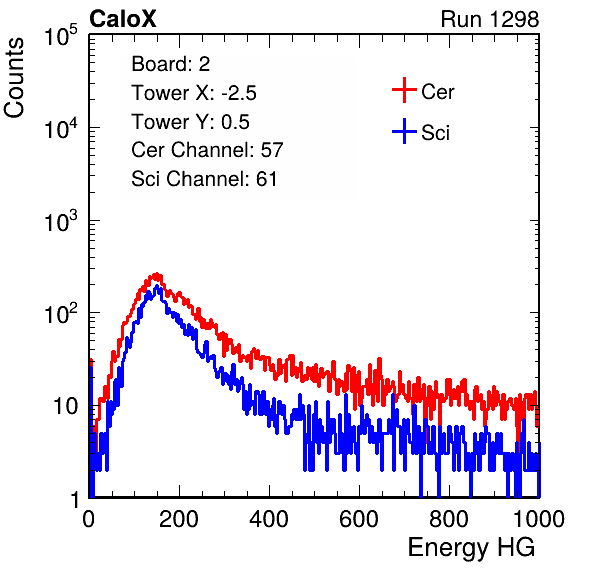 CaloX Run 1298
Counts
10^5
10^4
10^3
10^2
10
1
Board: 2
Tower X: -2.5
Tower Y: 0.5
Cer Channel: 57
Sci Channel: 61
Cer
Sci
0 200 400 600 800 1000
Energy HG